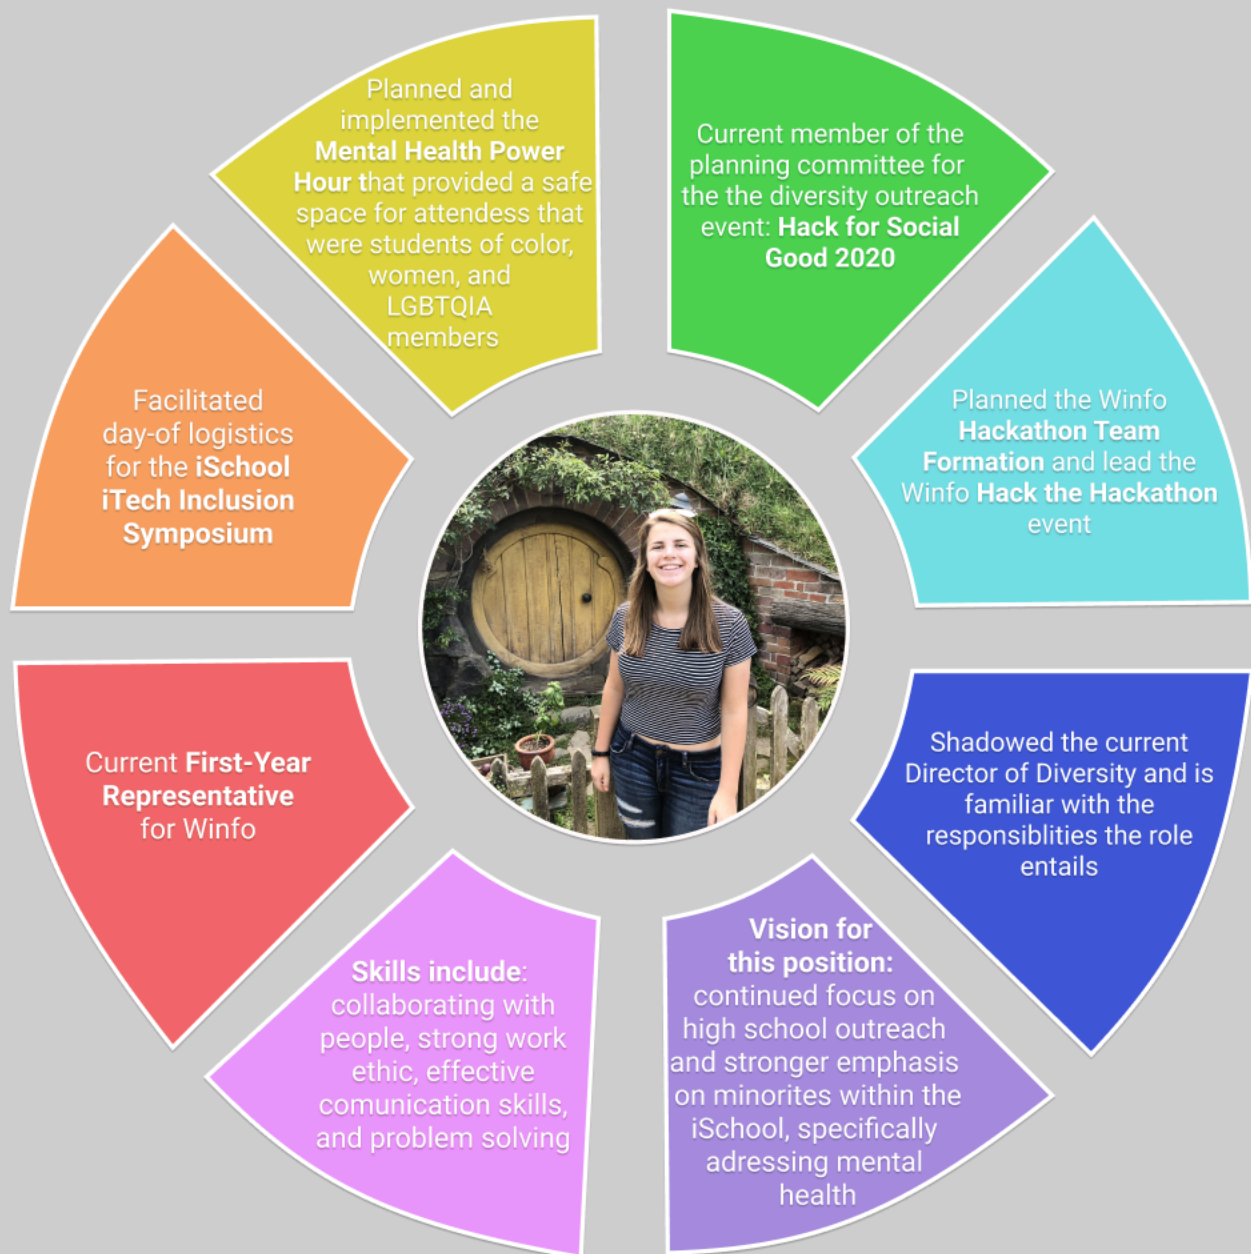 Planned and
implemented the
Mental Health Power
Hour that provided a safe
space for attendess that
were students of color,
women, and
LGBTQIA
members
Current member of the
planning committee for
the the diversity outreach
event: Hack for Social
Good 2020
Planned the Winfo
Hackathon Team
Formation and lead the
Winfo Hack the Hackathon
event
Shadowed the current
Director of Diversity and is
familiar with the
responsiblities the role
entails
Vision for
this position:
continued focus on
high school outreach
and stronger emphasis
on minorites within the
iSchool, specifically
adressing mental
health
Skills include:
collaborating with
people, strong work
ethic, effective
comunication skills,
and problem solving
Current First-Year
Representative
for Winfo
Facilitated
day-of logistics
for the iSchool
iTech Inclusion
Symposium